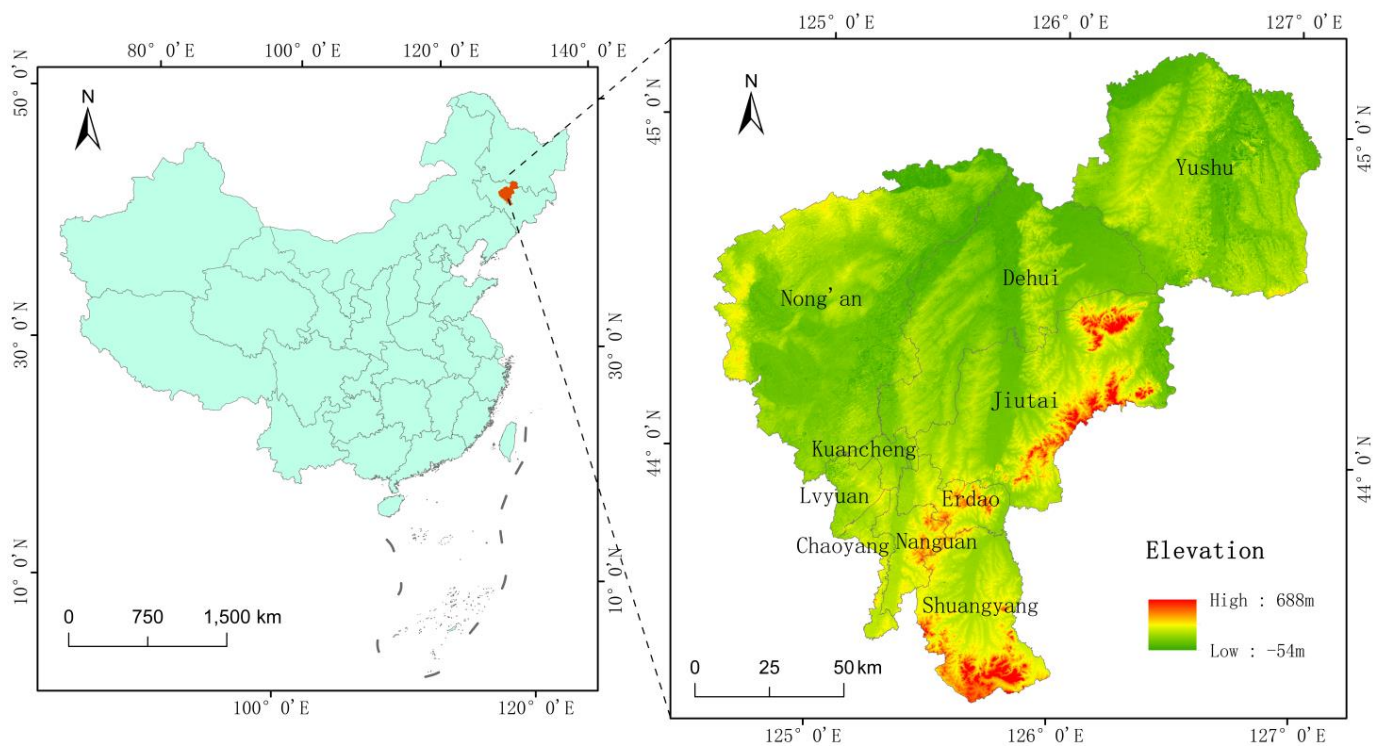 80° 0'E 100° 0'E 120° 0'E 140° 0'E
50° 0'N
30° 0'N
10° 0'N
N
30° 0'N
10° 0'N
0 750 1,500 km
100° 0'E 120° 0'E
125° 0'E 126° 0'E 127° 0'E
45° 0'N
44° 0'N
N
45° 0'N
44° 0'N
Yushu
Dehui
Nong'an
Jiutai
Kuancheng
Lvyuan
Erdao
Chaoyang
Nanguan
Shuangyang
Elevation
High : 688m
Low : -54m
0 25 50 km
125° 0'E 126° 0'E 127° 0'E